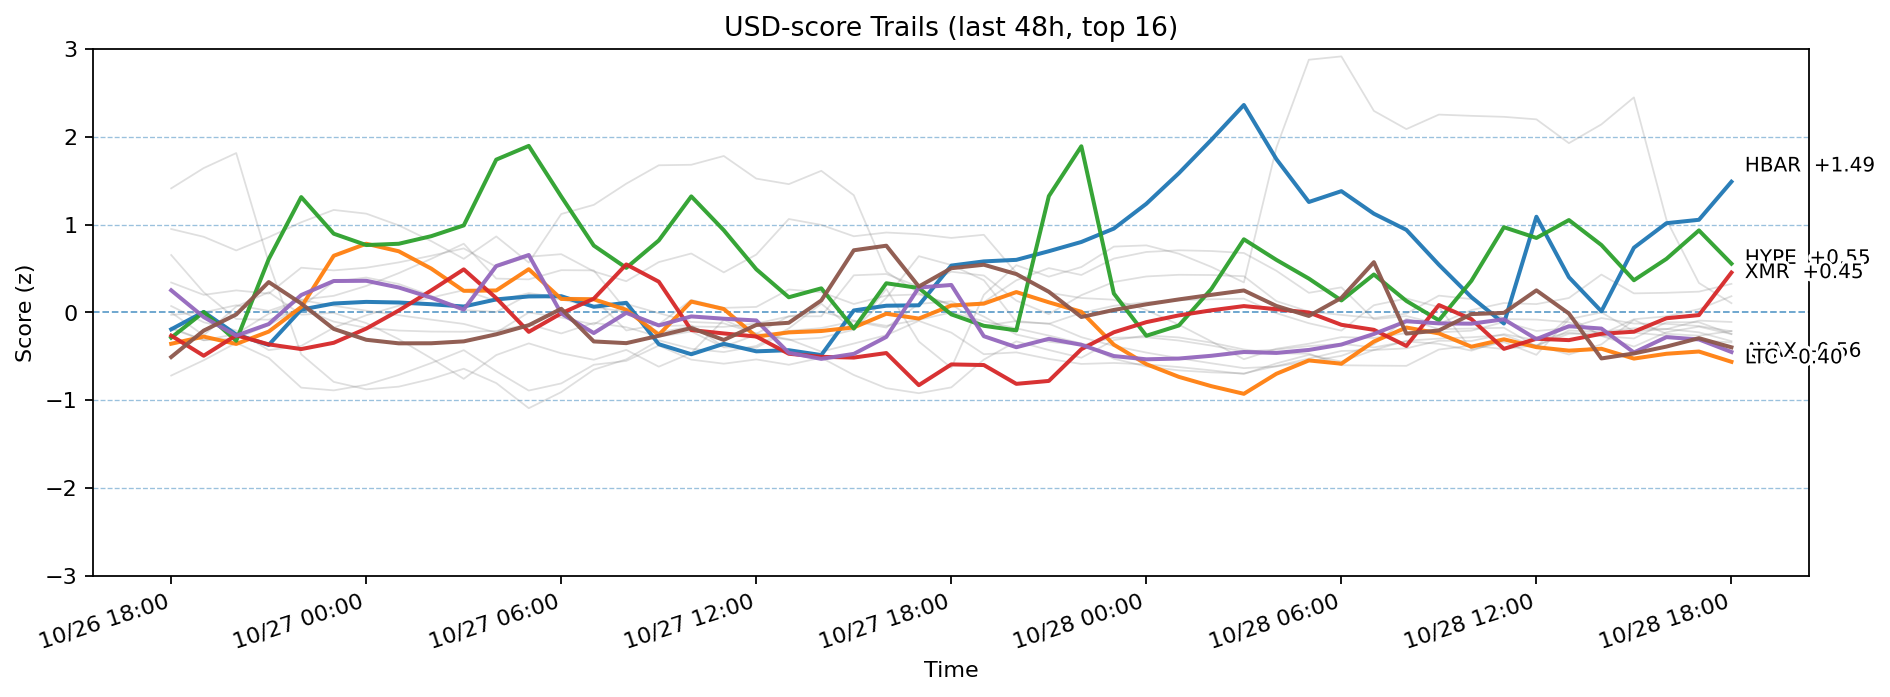 USD-score Trails (last 48h, top 16)
Score (z)
3
2
1
0
−1
−2
−3
HBAR +1.49
HYPE +0.55
XMR +0.45
LTC −0.40
10/26 18:00
10/27 00:00
10/27 06:00
10/27 12:00
10/27 18:00
10/28 00:00
10/28 06:00
10/28 12:00
10/28 18:00
Time